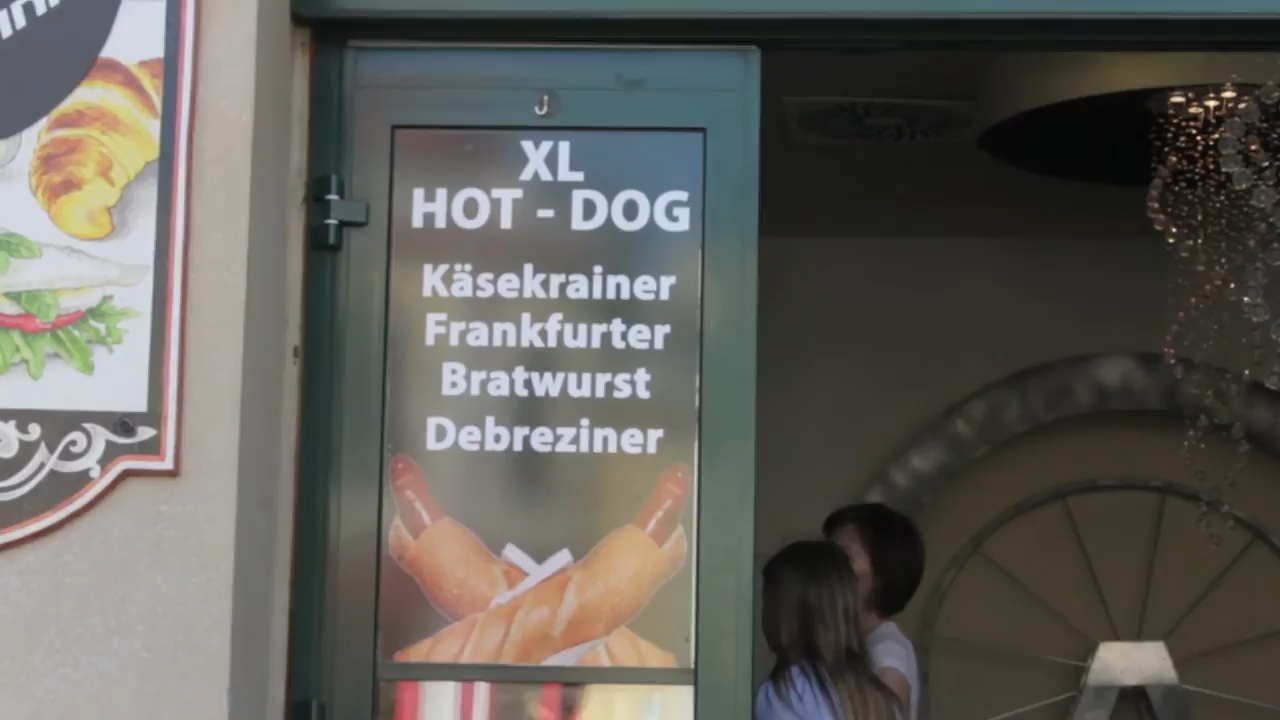 XL
HOT - DOG
Käsekrainer
Frankfurter
Bratwurst
Debreziner